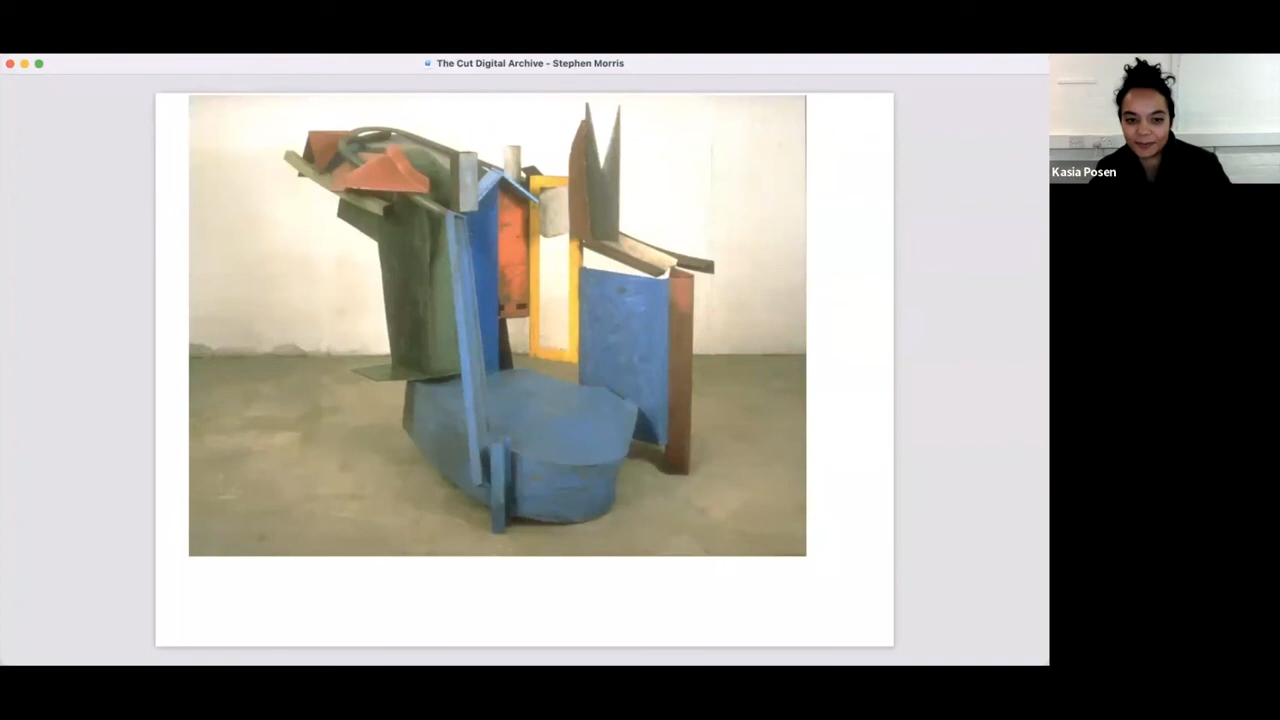 The Cut Digital Archive - Stephen Morris
Kasia Posen